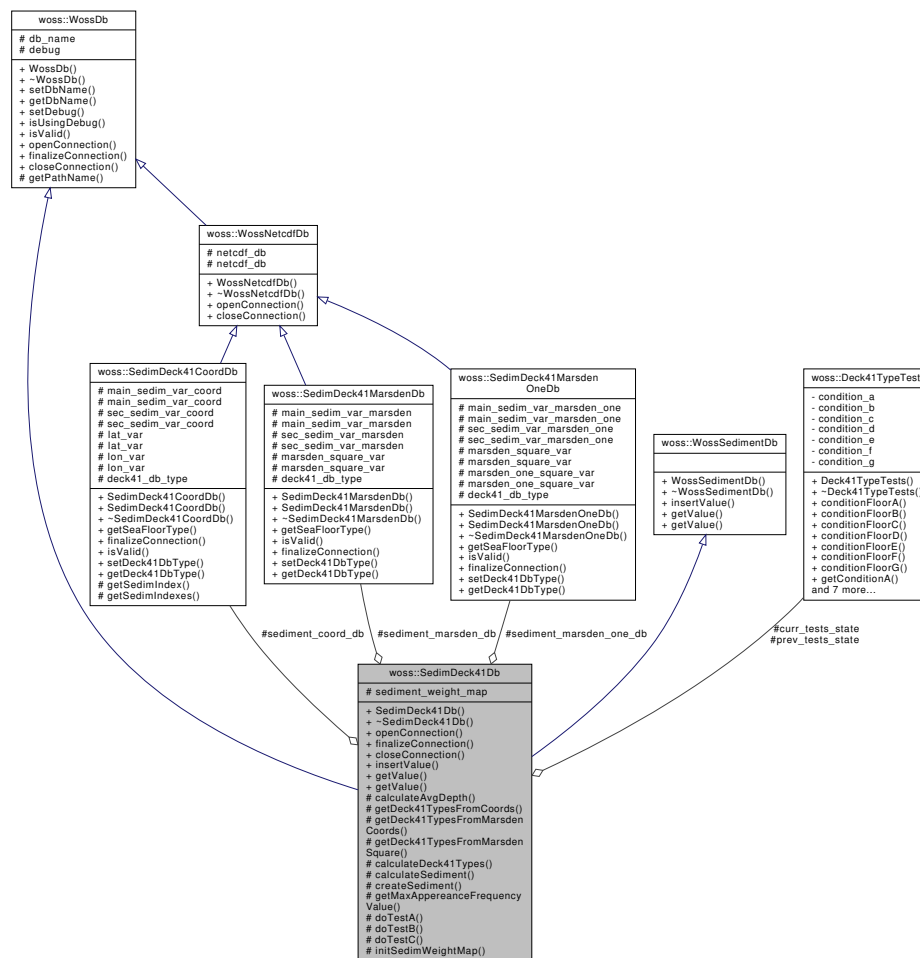 woss::WossDb
# db_name
# debug
+ WossDb()
+ ~WossDb()
+ setDbName()
+ getDbName()
+ setDebug()
+ isUsingDebug()
+ isValid()
+ openConnection()
+ finalizeConnection()
+ closeConnection()
# getPathName()
woss::WossNetcdfDb
# netcdf_db
# netcdf_db
+ WossNetcdfDb()
+ ~WossNetcdfDb()
+ openConnection()
+ closeConnection()
woss::SedimDeck41CoordDb
# main_sedim_var_coord
# main_sedim_var_coord
# sec_sedim_var_coord
# sec_sedim_var_coord
# lat_var
# lat_var
# lon_var
# lon_var
# deck41_db_type
+ SedimDeck41CoordDb()
+ SedimDeck41CoordDb()
+ ~SedimDeck41CoordDb()
+ getSeaFloorType()
+ finalizeConnection()
+ isValid()
+ setDeck41DbType()
+ getDeck41DbType()
# getSedimIndex()
# getSedimIndexes()
woss::SedimDeck41MarsdenDb
# main_sedim_var_marsden
# main_sedim_var_marsden
# sec_sedim_var_marsden
# sec_sedim_var_marsden
# marsden_square_var
# marsden_square_var
# deck41_db_type
+ SedimDeck41MarsdenDb()
+ SedimDeck41MarsdenDb()
+ ~SedimDeck41MarsdenDb()
+ getSeaFloorType()
+ isValid()
+ finalizeConnection()
+ setDeck41DbType()
+ getDeck41DbType()
woss::SedimDeck41Marsden
OneDb
# main_sedim_var_marsden_one
# main_sedim_var_marsden_one
# sec_sedim_var_marsden_one
# sec_sedim_var_marsden_one
# marsden_square_var
# marsden_square_var
# marsden_one_square_var
# marsden_one_square_var
# deck41_db_type
+ SedimDeck41MarsdenOneDb()
+ SedimDeck41MarsdenOneDb()
+ ~SedimDeck41MarsdenOneDb()
+ getSeaFloorType()
+ isValid()
+ finalizeConnection()
+ setDeck41DbType()
+ getDeck41DbType()
woss::WossSedimentDb
+ WossSedimentDb()
+ ~WossSedimentDb()
+ insertValue()
+ getValue()
+ getValue()
woss::Deck41TypeTest
- condition_a
- condition_b
- condition_c
- condition_d
- condition_e
- condition_f
- condition_g
+ Deck41TypeTests()
+ ~Deck41TypeTests()
+ conditionFloorA()
+ conditionFloorB()
+ conditionFloorC()
+ conditionFloorD()
+ conditionFloorE()
+ conditionFloorF()
+ conditionFloorG()
+ getConditionA()
and 7 more...
#sediment_coord_db
#sediment_marsden_db
#sediment_marsden_one_db
#curr_tests_state
#prev_tests_state
woss::SedimDeck41Db
# sediment_weight_map
+ SedimDeck41Db()
+ ~SedimDeck41Db()
+ openConnection()
+ finalizeConnection()
+ closeConnection()
+ insertValue()
+ getValue()
+ getValue()
# calculateAvgDepth()
# getDeck41TypesFromCoords()
# getDeck41TypesFromMarsden
Coords()
# getDeck41TypesFromMarsden
Square()
# calculateDeck41Types()
# calculateSediment()
# createSediment()
# getMaxAppereanceFrequency
Value()
# doTestA()
# doTestB()
# doTestC()
# initSedimWeightMap()